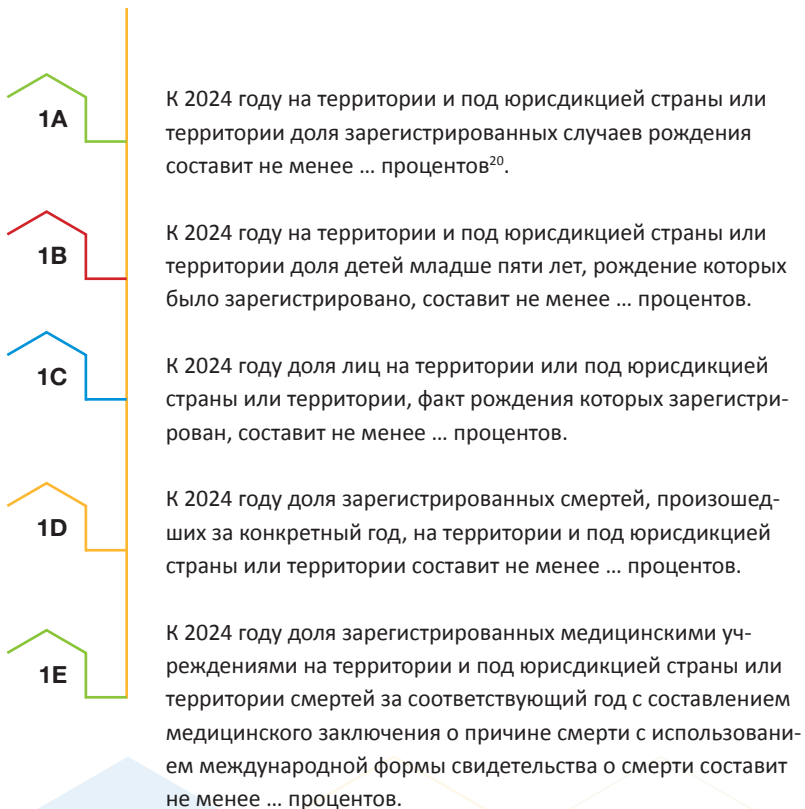 1A
К 2024 году на территории и под юрисдикцией страны или
территории доля зарегистрированных случаев рождения
составит не менее ... процентов20.
1B
К 2024 году на территории и под юрисдикцией страны или
территории доля детей младше пяти лет, рождение которых
было зарегистрировано, составит не менее ... процентов.
1C
К 2024 году доля лиц на территории или под юрисдикцией
страны или территории, факт рождения которых зарегистри-
рован, составит не менее ... процентов.
1D
К 2024 году доля зарегистрированных смертей, произошед-
ших за конкретный год, на территории и под юрисдикцией
страны или территории составит не менее ... процентов.
1E
К 2024 году доля зарегистрированных медицинскими уч-
реждениями на территории и под юрисдикцией страны или
территории смертей за соответствующий год с составлением
медицинского заключения о причине смерти с использовани-
ем международной формы свидетельства о смерти составит
не менее ... процентов.